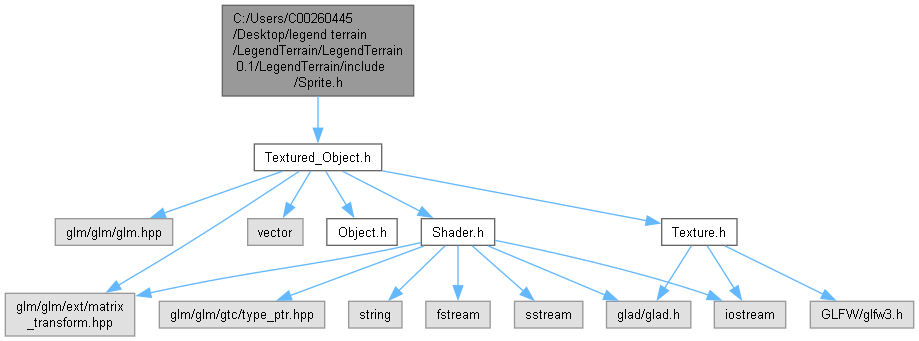 C:/Users/C00260445
/Desktop/legend terrain
/LegendTerrain/LegendTerrain
0.1/LegendTerrain/include
/Sprite.h
Textured_Object.h
glm/glm/glm.hpp
vector
Object.h
Shader.h
Texture.h
glm/glm/ext/matrix
_transform.hpp
glm/glm/gtc/type_ptr.hpp
string
fstream
sstream
glad/glad.h
iostream
GLFW/glfw3.h